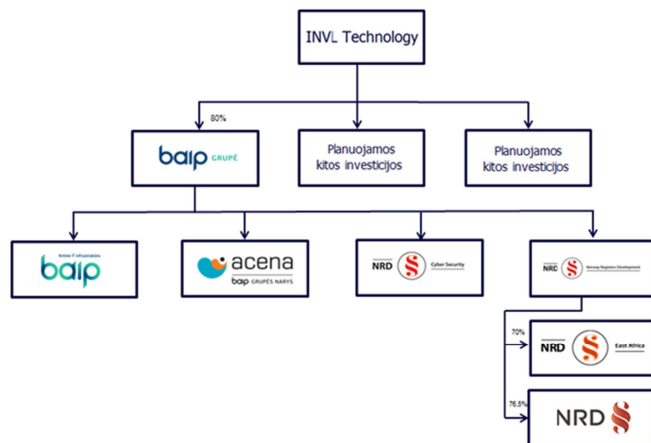 INVL Technology
80%
baip GRUPĖ
Planuojamos
kitos investicijos
Planuojamos
kitos investicijos
baip
acena
baip GRUPĖS NARYS
NRD Cyber Security
NRD Norway Registers Development
70%
NRD East Africa
76,5%
NRD